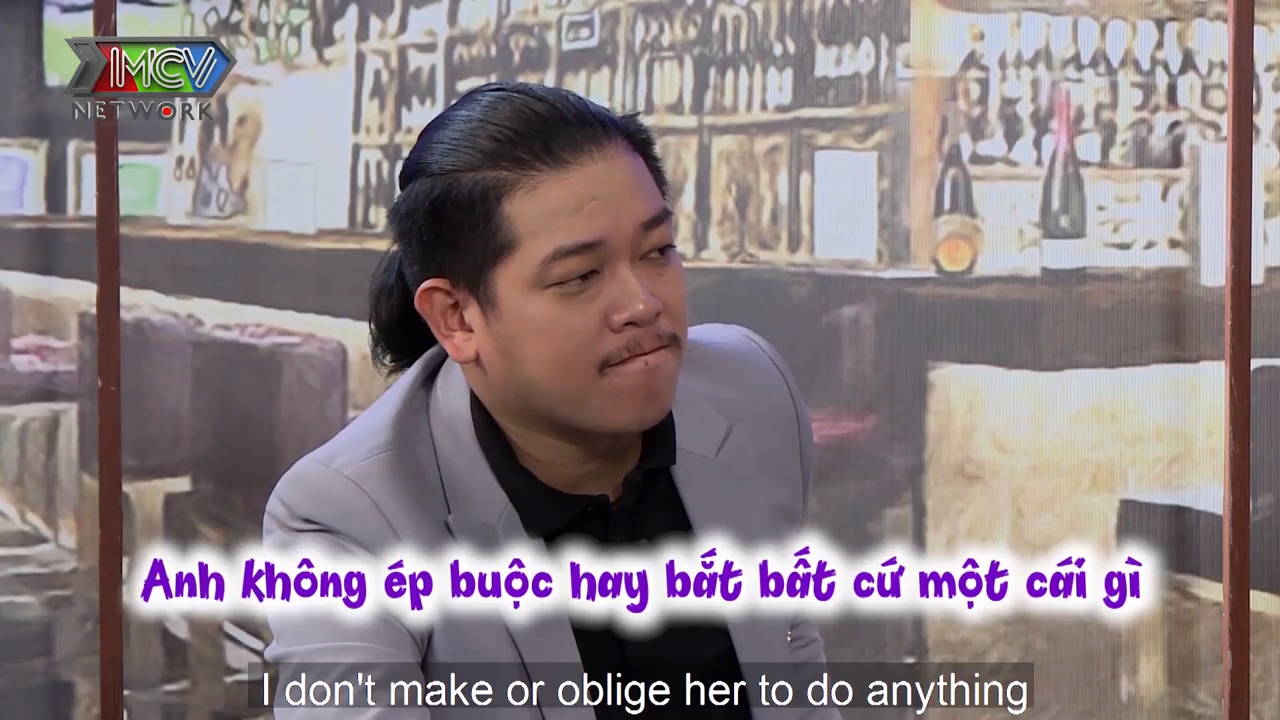 MCV
NETWORK
Anh không ép buộc hay bắt bất cứ một cái gì
I don't make or oblige her to do anything